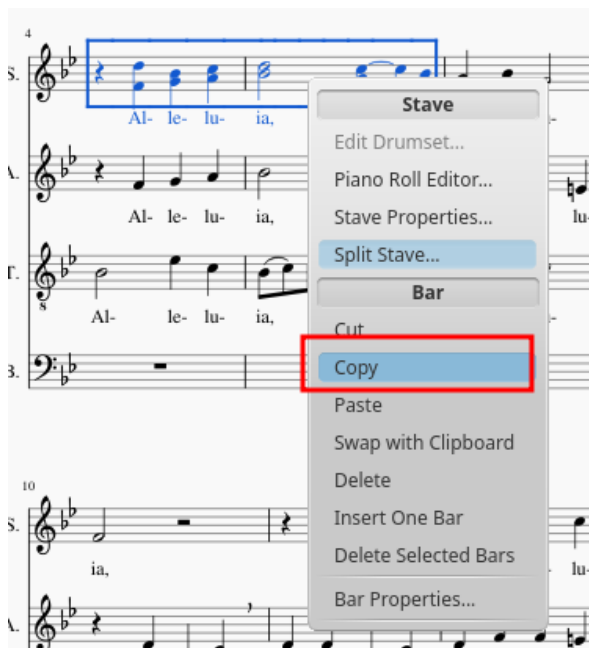 4
S.
Al- le- lu- ia,
Al- le- lu- ia, lu-
T.
8
Al- le- lu- ia,
Stave
Edit Drumset...
Piano Roll Editor...
Stave Properties...
Split Stave...
Bar
Cut
Copy
Paste
Swap with Clipboard
Delete
Insert One Bar
Delete Selected Bars
Bar Properties...
10
S.
ia, lu-